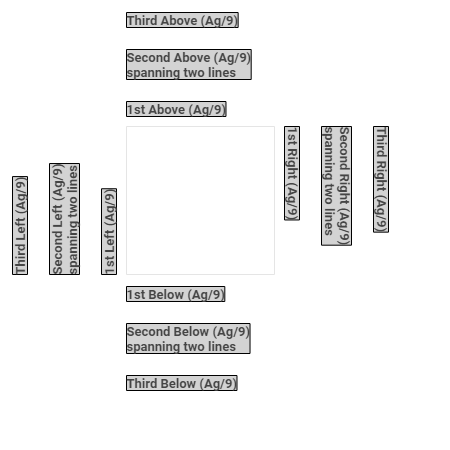 Third Above (Ag/9)
Second Above (Ag/9)
spanning two lines
1st Above (Ag/9)
Third Left (Ag/9)
Second Left (Ag/9)
spanning two lines
1st Left (Ag/9)
1st Right (Ag/9)
Second Right (Ag/9)
spanning two lines
Third Right (Ag/9)
1st Below (Ag/9)
Second Below (Ag/9)
spanning two lines
Third Below (Ag/9)